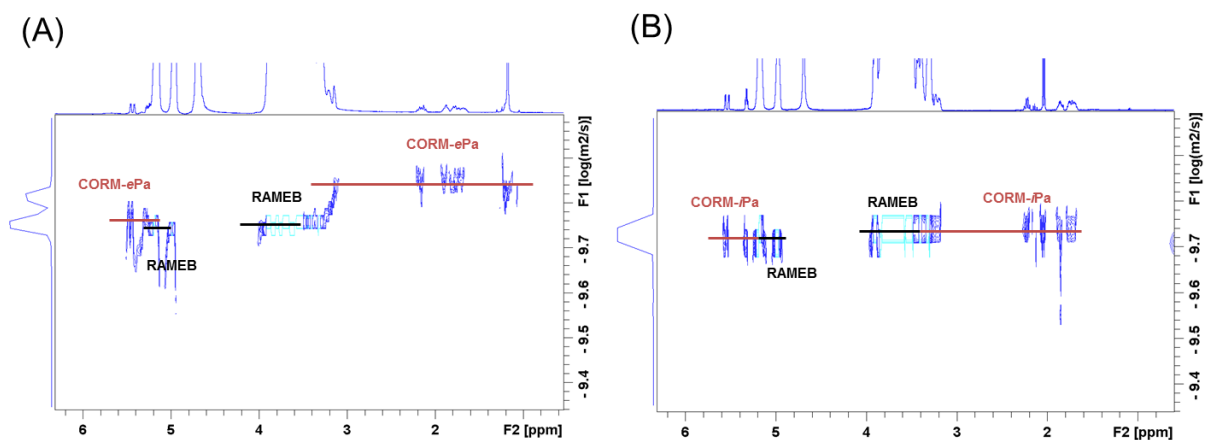 (A)
CORM-ePa
CORM-ePa
RAMEB
RAMEB
F1 [log(m2/s)]
- 9.7
- 9.6
- 9.5
- 9.4
6 5 4 3 2 F2 [ppm]
(B)
CORM-iPa
RAMEB
CORM-iPa
RAMEB
F1 [log(m2/s)]
- 9.7
- 9.6
- 9.5
- 9.4
6 5 4 3 2 F2 [ppm]